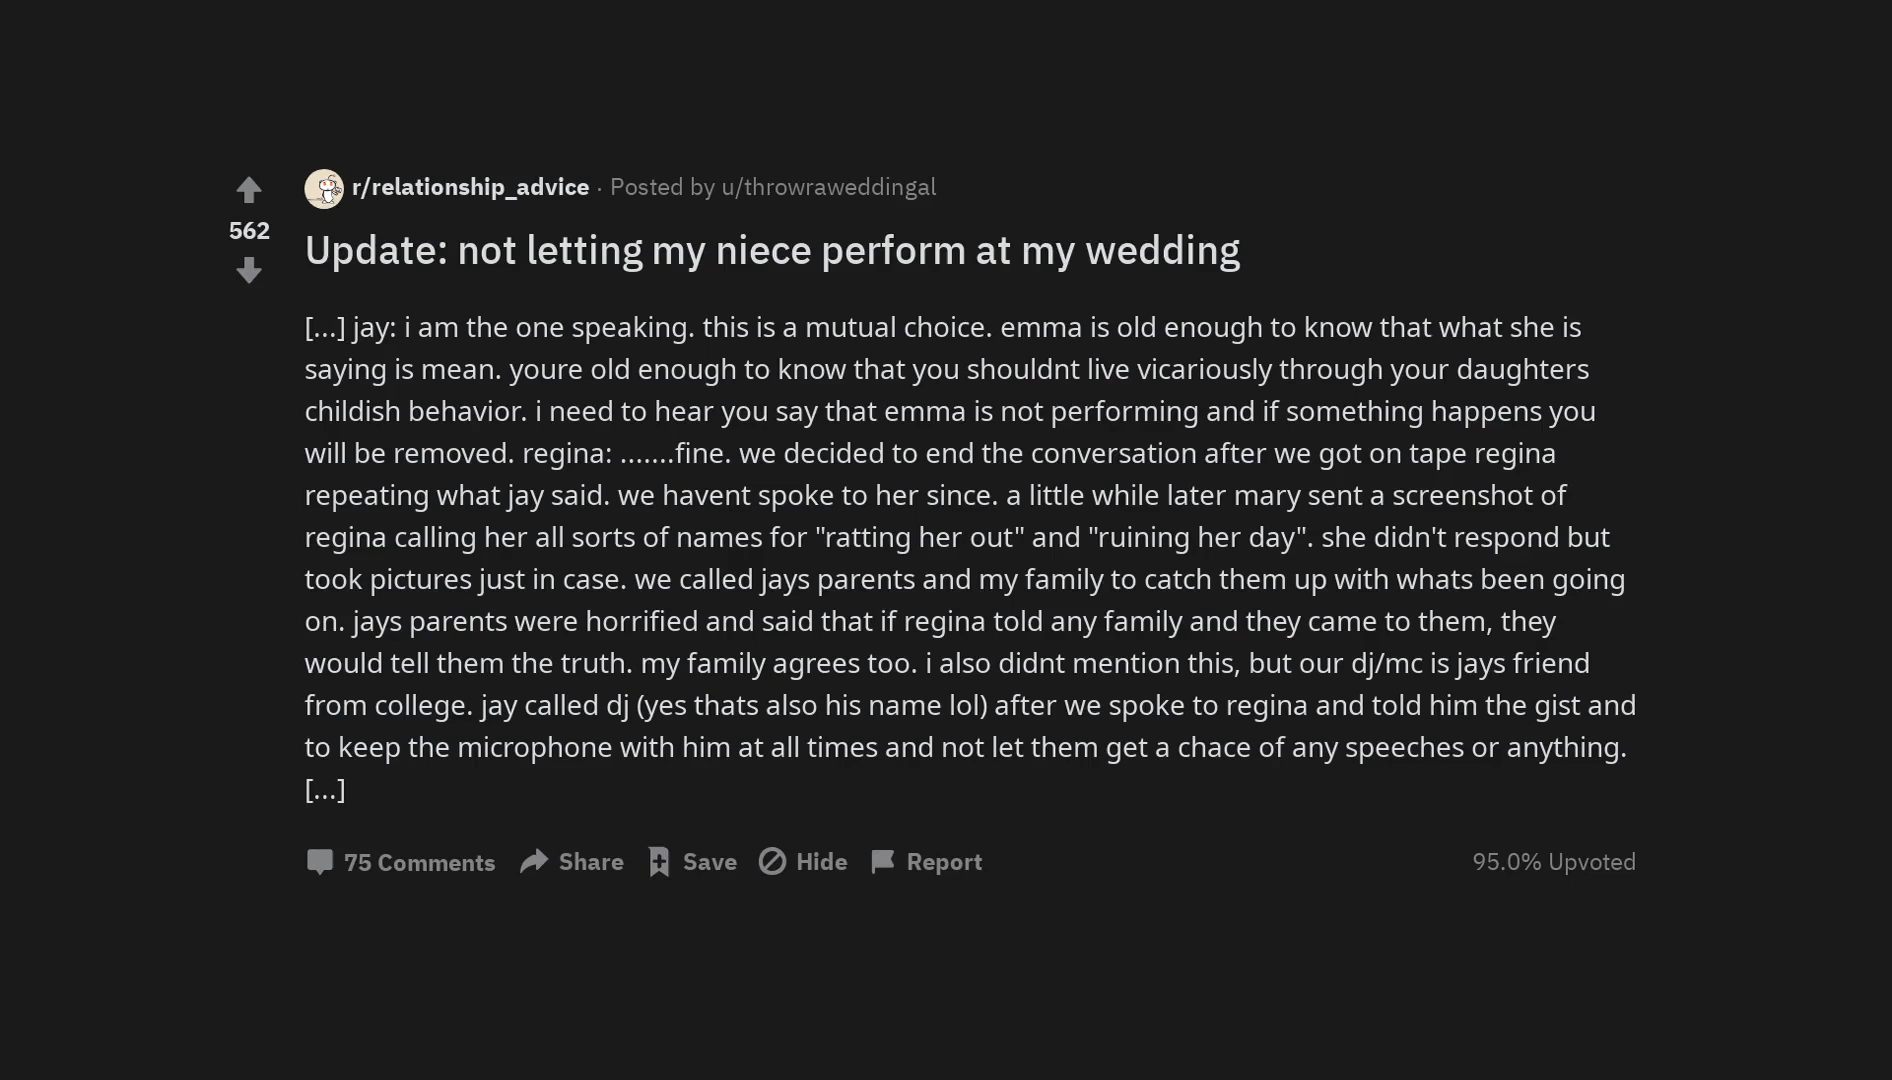 r/relationship_advice · Posted by u/throwraweddingal
562
Update: not letting my niece perform at my wedding
[...] jay: i am the one speaking. this is a mutual choice. emma is old enough to know that what she is
saying is mean. youre old enough to know that you shouldnt live vicariously through your daughters
childish behavior. i need to hear you say that emma is not performing and if something happens you
will be removed. regina: .......fine. we decided to end the conversation after we got on tape regina
repeating what jay said. we havent spoke to her since. a little while later mary sent a screenshot of
regina calling her all sorts of names for "ratting her out" and "ruining her day". she didn't respond but
took pictures just in case. we called jays parents and my family to catch them up with whats been going
on. jays parents were horrified and said that if regina told any family and they came to them, they
would tell them the truth. my family agrees too. i also didnt mention this, but our dj/mc is jays friend
from college. jay called dj (yes thats also his name lol) after we spoke to regina and told him the gist and
to keep the microphone with him at all times and not let them get a chace of any speeches or anything.
[...]
75 Comments Share Save Hide Report 95.0% Upvoted